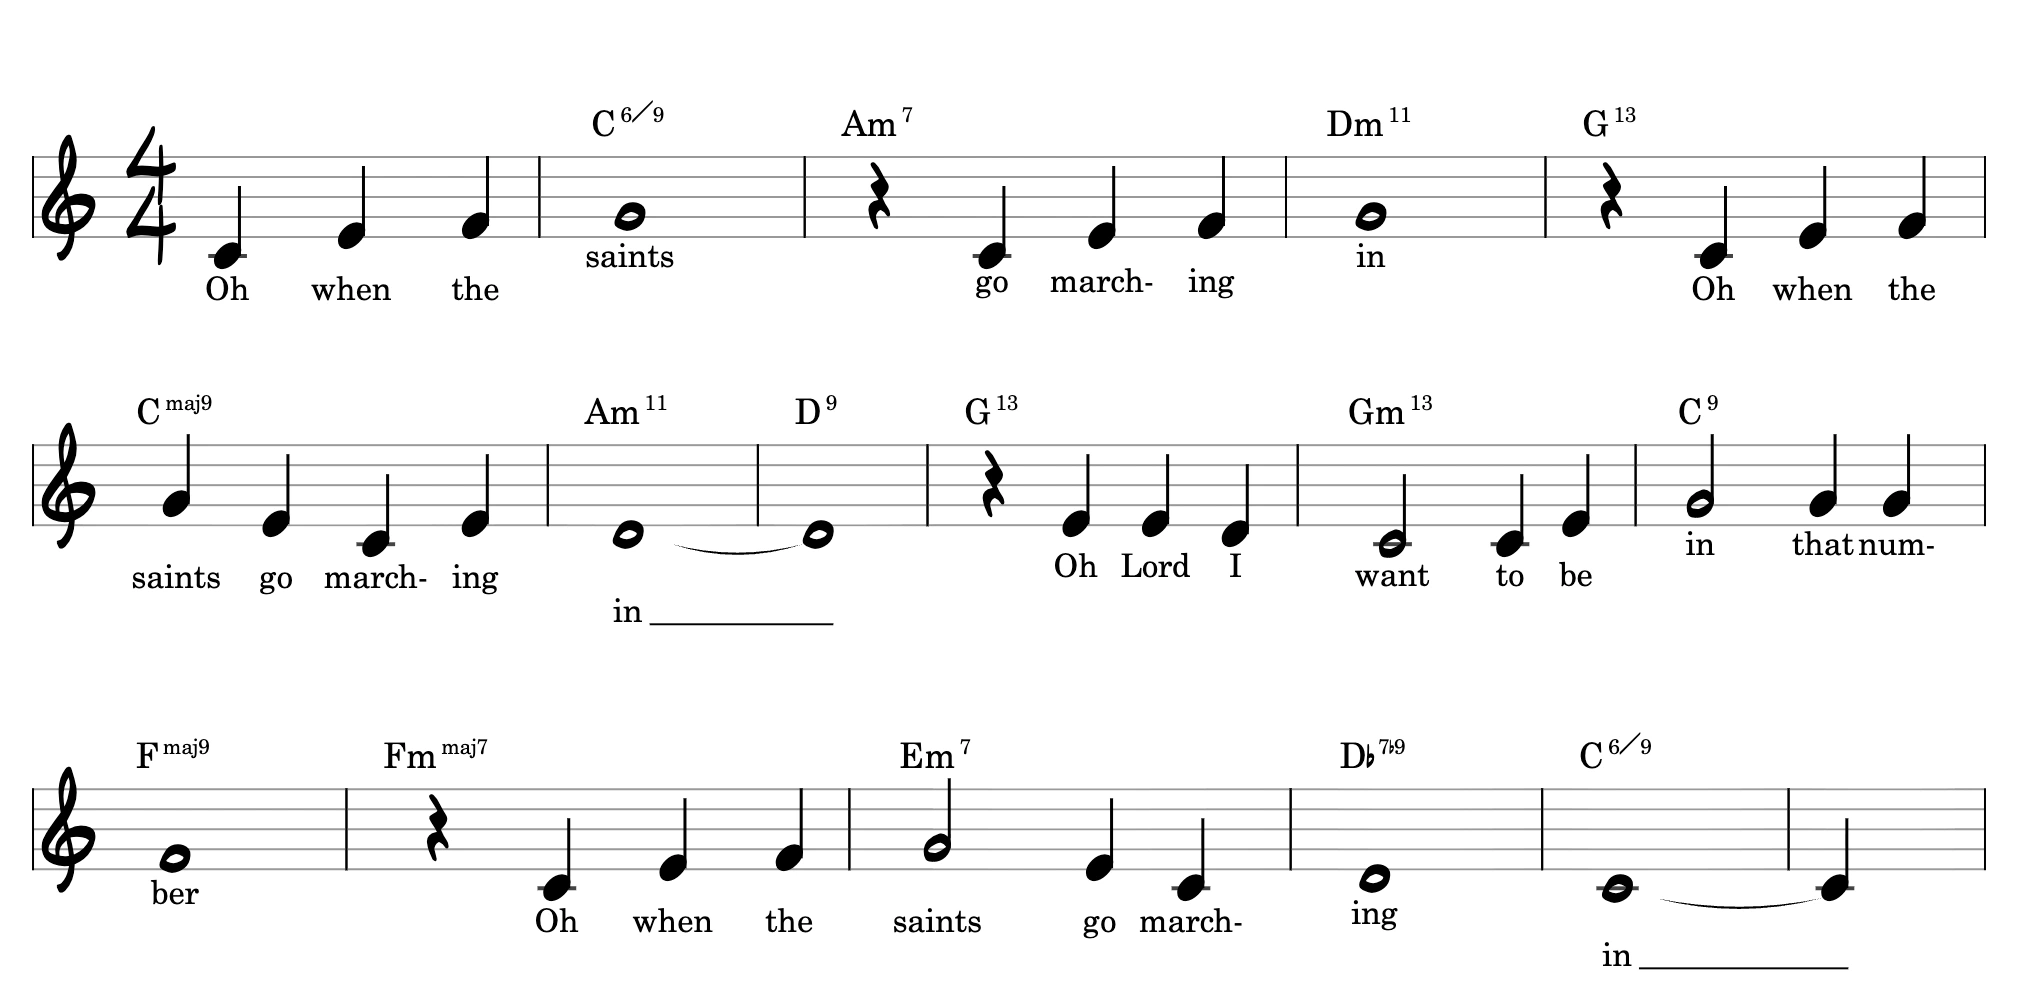 C6/9 Am7 Dm11 G13
4
4
Oh when the saints go march- ing in Oh when the
Cmaj9 Am11 D9 G13 Gm13 C9
saints go march- ing in Oh Lord I want to be in that num-
Fmaj9 Fmmaj7 Em7 D♭7♭9 C6/9
ber Oh when the saints go march- ing in